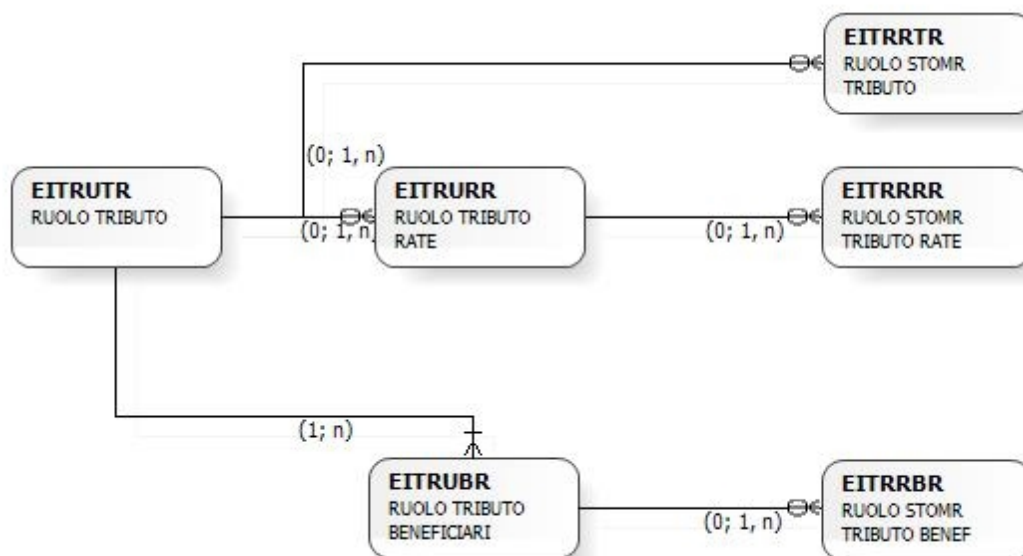 EITRRTR
RUOLO STOMR
TRIBUTO
(0; 1, n)
EITRUTR
RUOLO TRIBUTO
EITRURR
RUOLO TRIBUTO
RATE
(0; 1, n)
EITRRRR
RUOLO STOMR
TRIBUTO RATE
(0; 1, n)
(1; n)
EITRUBR
RUOLO TRIBUTO
BENEFICIARI
EITRRBR
RUOLO STOMR
TRIBUTO BENEF
(0; 1, n)